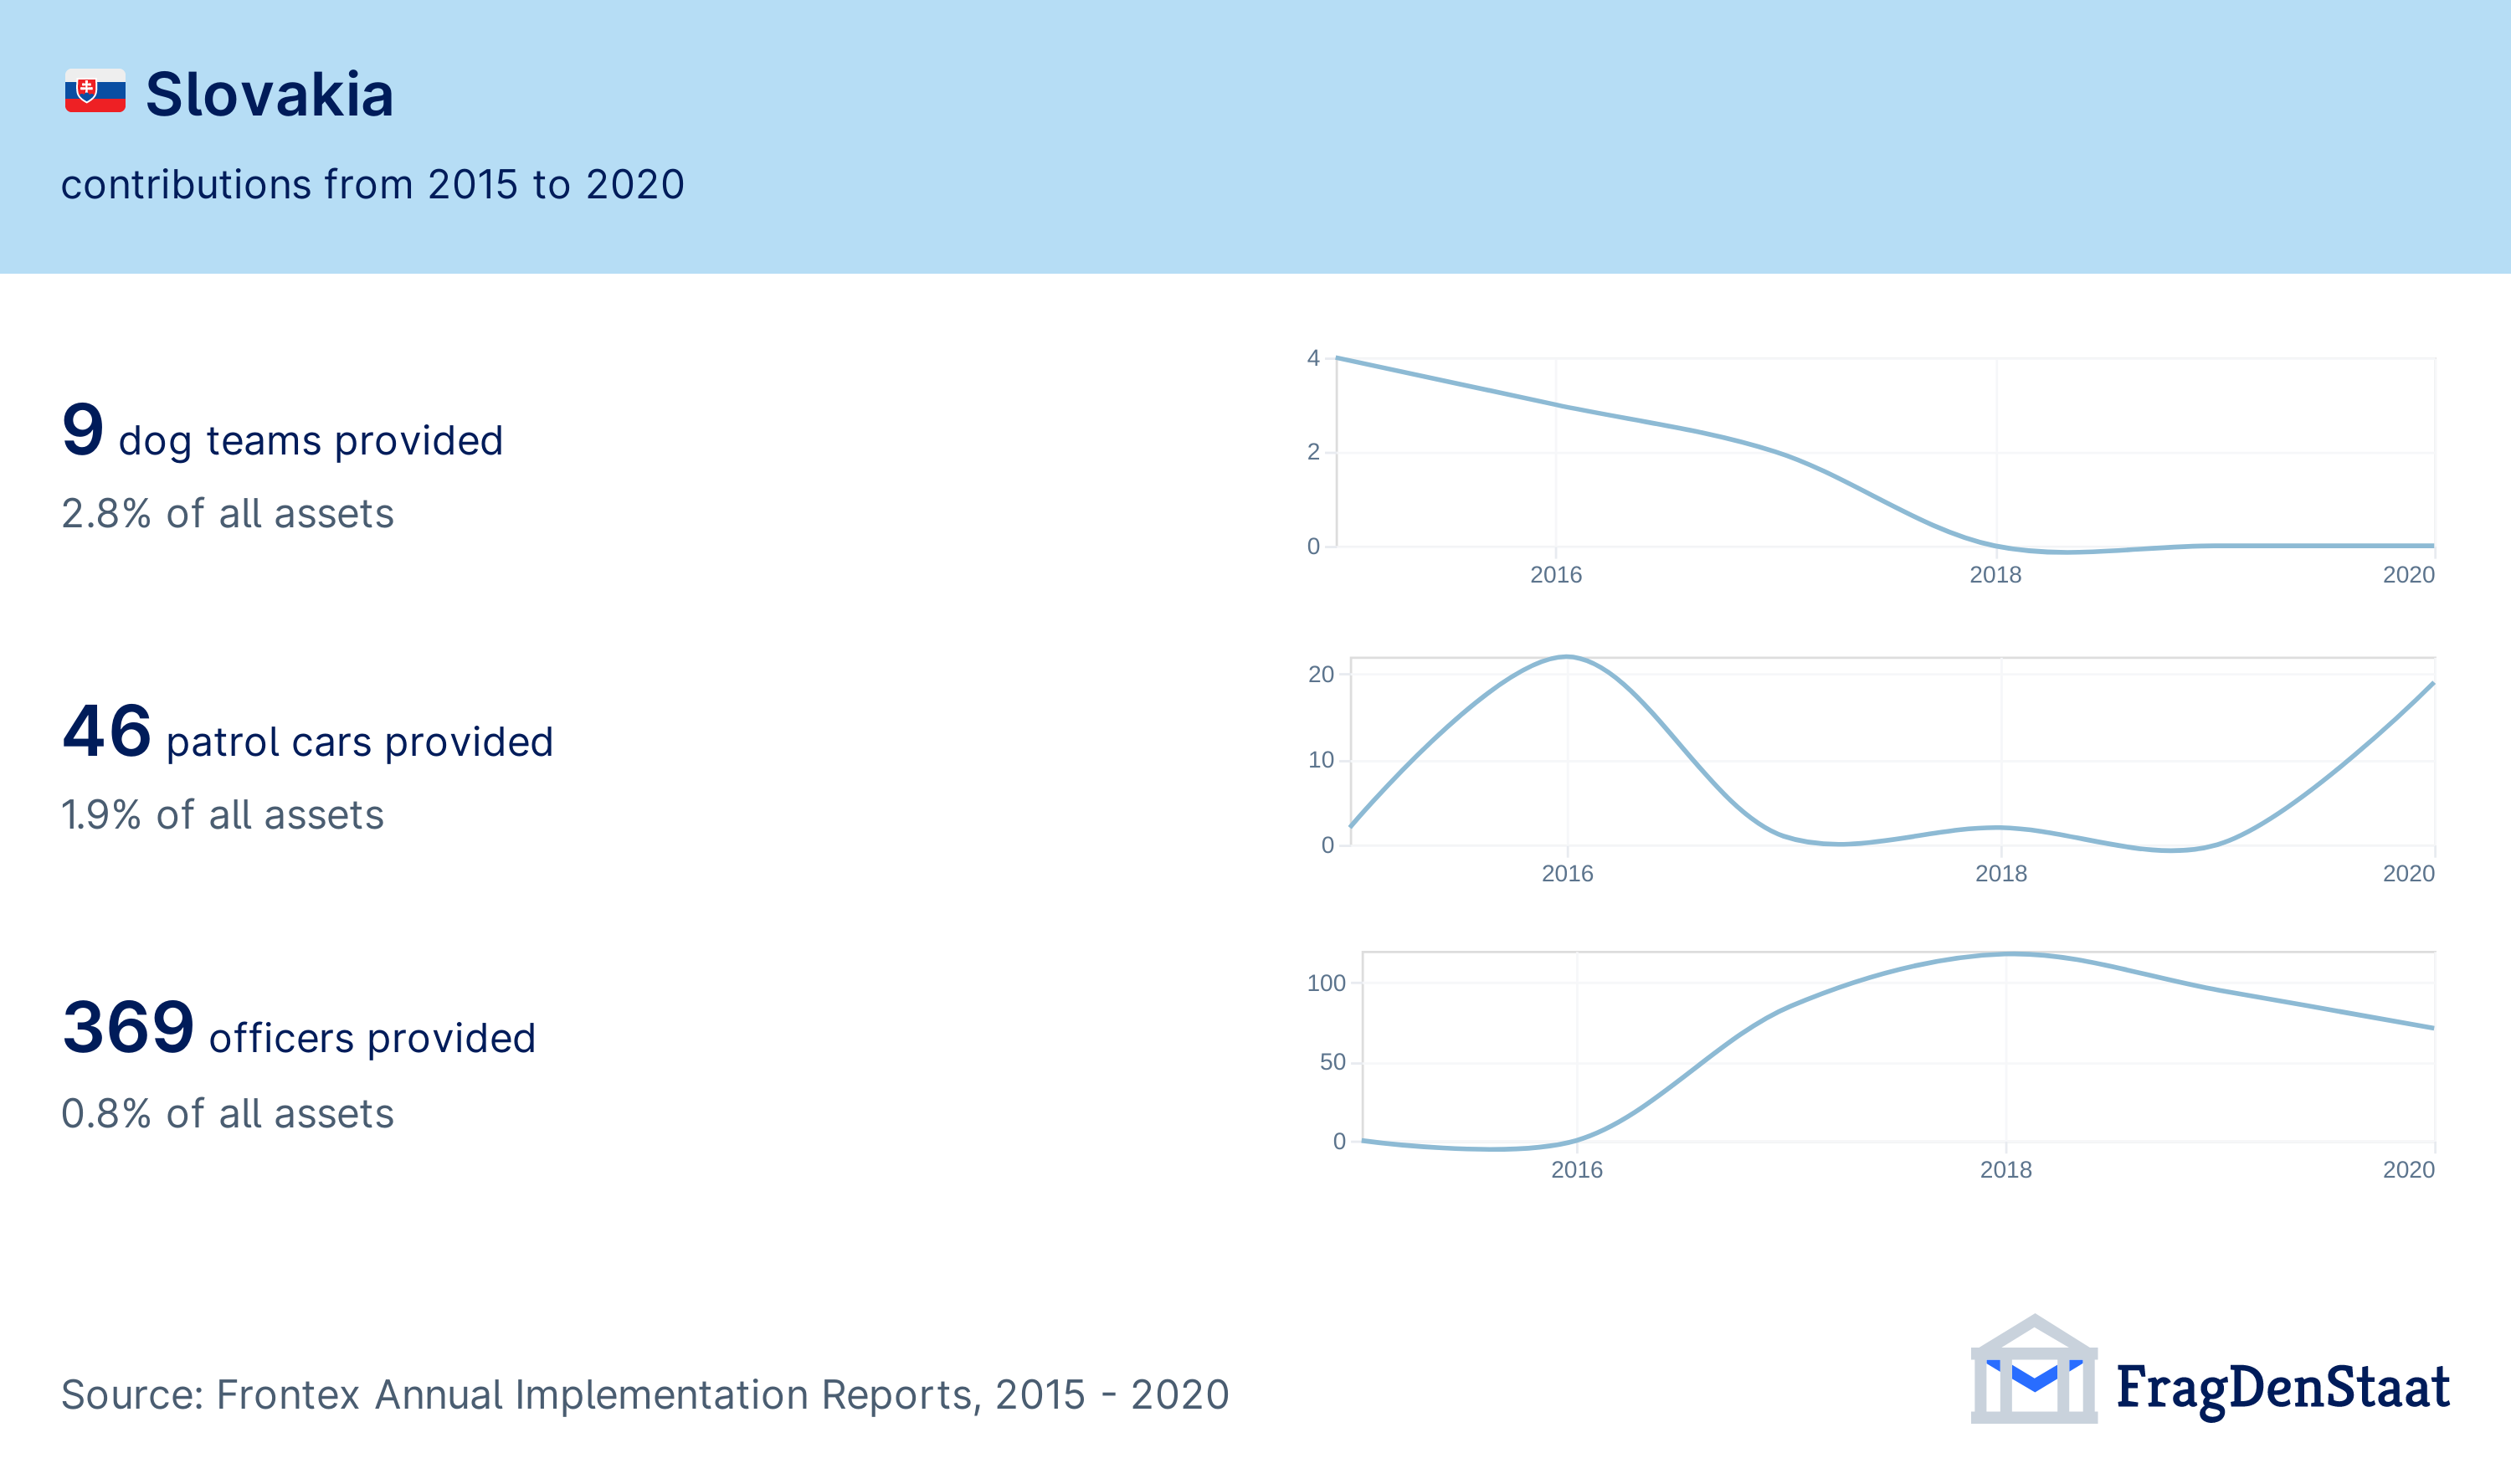 Slovakia
contributions from 2015 to 2020
9 dog teams provided
2.8% of all assets
4
2
0
2016 2018 2020
46 patrol cars provided
1.9% of all assets
20
10
0
2016 2018 2020
369 officers provided
0.8% of all assets
100
50
0
2016 2018 2020
Source: Frontex Annual Implementation Reports, 2015 - 2020
FragDenStaat